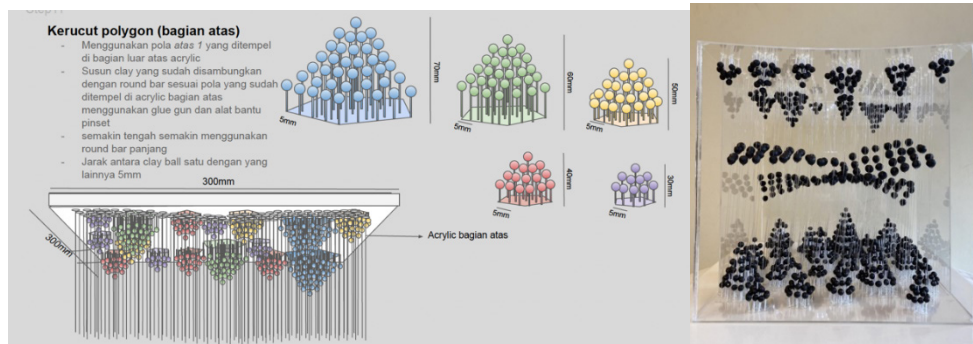 Kerucut polygon (bagian atas)
- Menggunakan pola atas 1 yang ditempel
di bagian luar atas acrylic
- Susun clay yang sudah disambungkan
dengan round bar sesuai pola yang sudah
ditempel di acrylic bagian atas
menggunakan glue gun dan alat bantu
pinset
- semakin tengah semakin menggunakan
round bar panjang
- Jarak antara clay ball satu dengan yang
lainnya 5mm
70mm
5mm
60mm
5mm
50mm
5mm
40mm
5mm
30mm
5mm
300mm
300mm
Acrylic bagian atas